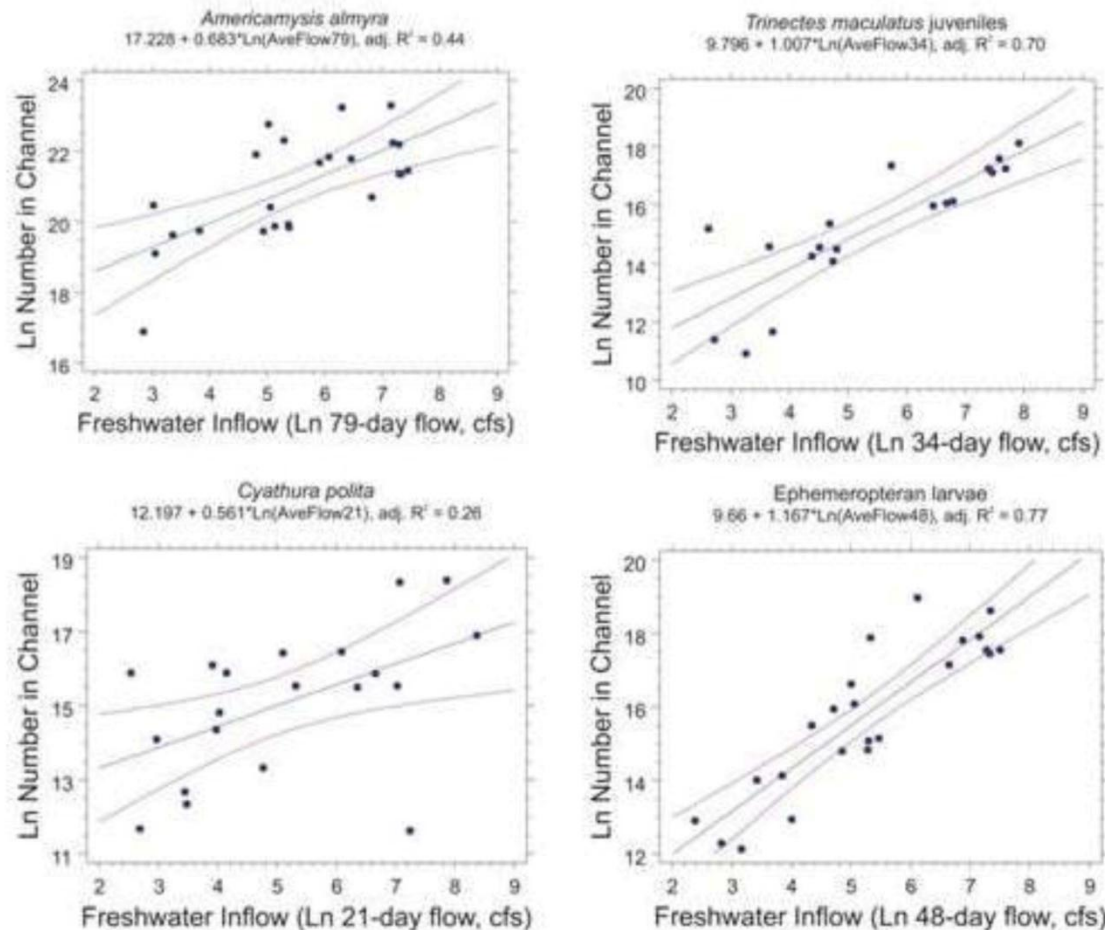 Americamysis almyra
17.228 + 0.683*Ln(AveFlow79), adj. R² = 0.44
Ln Number in Channel
24
22
20
18
16
2 3 4 5 6 7 8 9
Freshwater Inflow (Ln 79-day flow, cfs)
Trinectes maculatus juveniles
9.796 + 1.007*Ln(AveFlow34), adj. R² = 0.70
Ln Number in Channel
20
18
16
14
12
10
2 3 4 5 6 7 8 9
Freshwater Inflow (Ln 34-day flow, cfs)
Cyathura polita
12.197 + 0.561*Ln(AveFlow21), adj. R² = 0.26
Ln Number in Channel
19
17
15
13
11
2 3 4 5 6 7 8 9
Freshwater Inflow (Ln 21-day flow, cfs)
Ephemeropteran larvae
9.66 + 1.167*Ln(AveFlow48), adj. R² = 0.77
Ln Number in Channel
20
18
16
14
12
2 3 4 5 6 7 8 9
Freshwater Inflow (Ln 48-day flow, cfs)